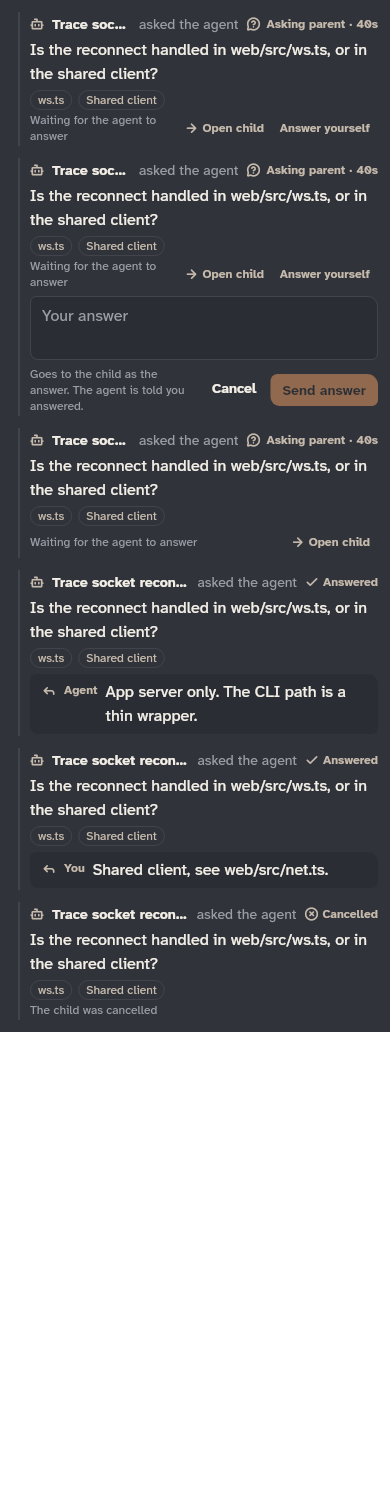 Trace soc... asked the agent Asking parent · 40s
Is the reconnect handled in web/src/ws.ts, or in
the shared client?
ws.ts Shared client
Waiting for the agent to
answer
Open child Answer yourself
Trace soc... asked the agent Asking parent · 40s
Is the reconnect handled in web/src/ws.ts, or in
the shared client?
ws.ts Shared client
Waiting for the agent to
answer
Open child Answer yourself
Your answer
Goes to the child as the
answer. The agent is told you
answered.
Cancel Send answer
Trace soc... asked the agent Asking parent · 40s
Is the reconnect handled in web/src/ws.ts, or in
the shared client?
ws.ts Shared client
Waiting for the agent to answer Open child
Trace socket recon... asked the agent Answered
Is the reconnect handled in web/src/ws.ts, or in
the shared client?
ws.ts Shared client
Agent App server only. The CLI path is a
thin wrapper.
Trace socket recon... asked the agent Answered
Is the reconnect handled in web/src/ws.ts, or in
the shared client?
ws.ts Shared client
You Shared client, see web/src/net.ts.
Trace socket recon... asked the agent Cancelled
Is the reconnect handled in web/src/ws.ts, or in
the shared client?
ws.ts Shared client
The child was cancelled